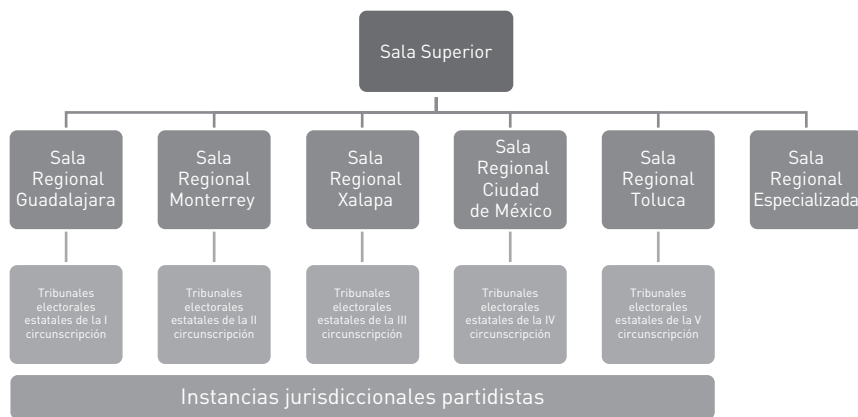 Sala Superior
Sala
Regional
Guadalajara
Sala
Regional
Monterrey
Sala
Regional
Xalapa
Sala
Regional
Ciudad
de México
Sala
Regional
Toluca
Sala
Regional
Especializada
Tribunales
electorales
estatales de la I
circunscripción
Tribunales
electorales
estatales de la II
circunscripción
Tribunales
electorales
estatales de la III
circunscripción
Tribunales
electorales
estatales de la IV
circunscripción
Tribunales
electorales
estatales de la V
circunscripción
Instancias jurisdiccionales partidistas